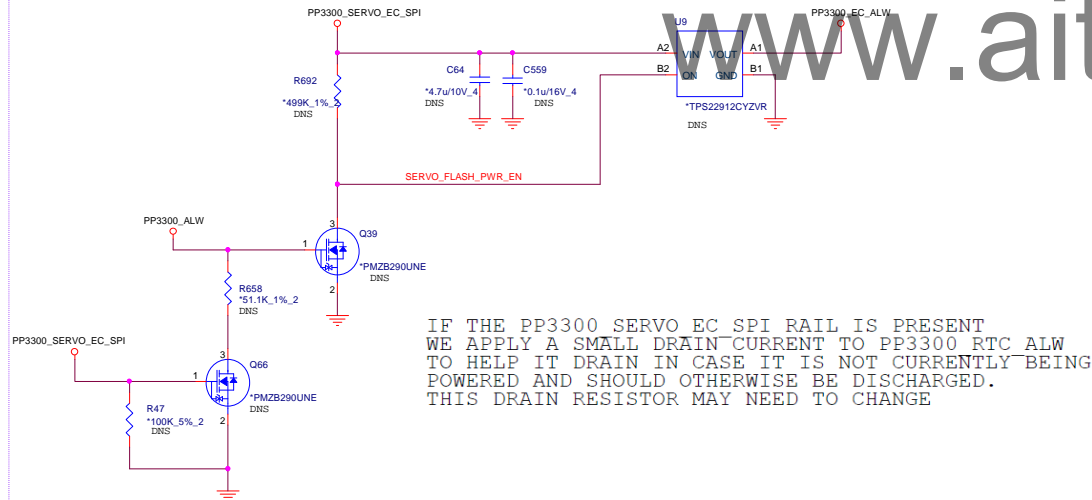 PP3300_SERVO_EC_SPI
PP3300_EC_ALW
www.ait
U9
A2 VIN VOUT A1
B2 ON GND B1
*TPS22912CYZVR
DNS
R692
*499K_1%_2
DNS
C64
*4.7u/10V_4
DNS
C559
*0.1u/16V_4
DNS
SERVO_FLASH_PWR_EN
PP3300_ALW
3
Q39
1
*PMZB290UNE
DNS
2
R658
*51.1K_1%_2
DNS
PP3300_SERVO_EC_SPI
3
Q66
1
*PMZB290UNE
DNS
2
R47
*100K_5%_2
DNS
IF THE PP3300_SERVO_EC_SPI RAIL IS PRESENT
WE APPLY A SMALL DRAIN CURRENT TO PP3300_RTC_ALW
TO HELP IT DRAIN IN CASE IT IS NOT CURRENTLY BEING
POWERED AND SHOULD OTHERWISE BE DISCHARGED.
THIS DRAIN RESISTOR MAY NEED TO CHANGE